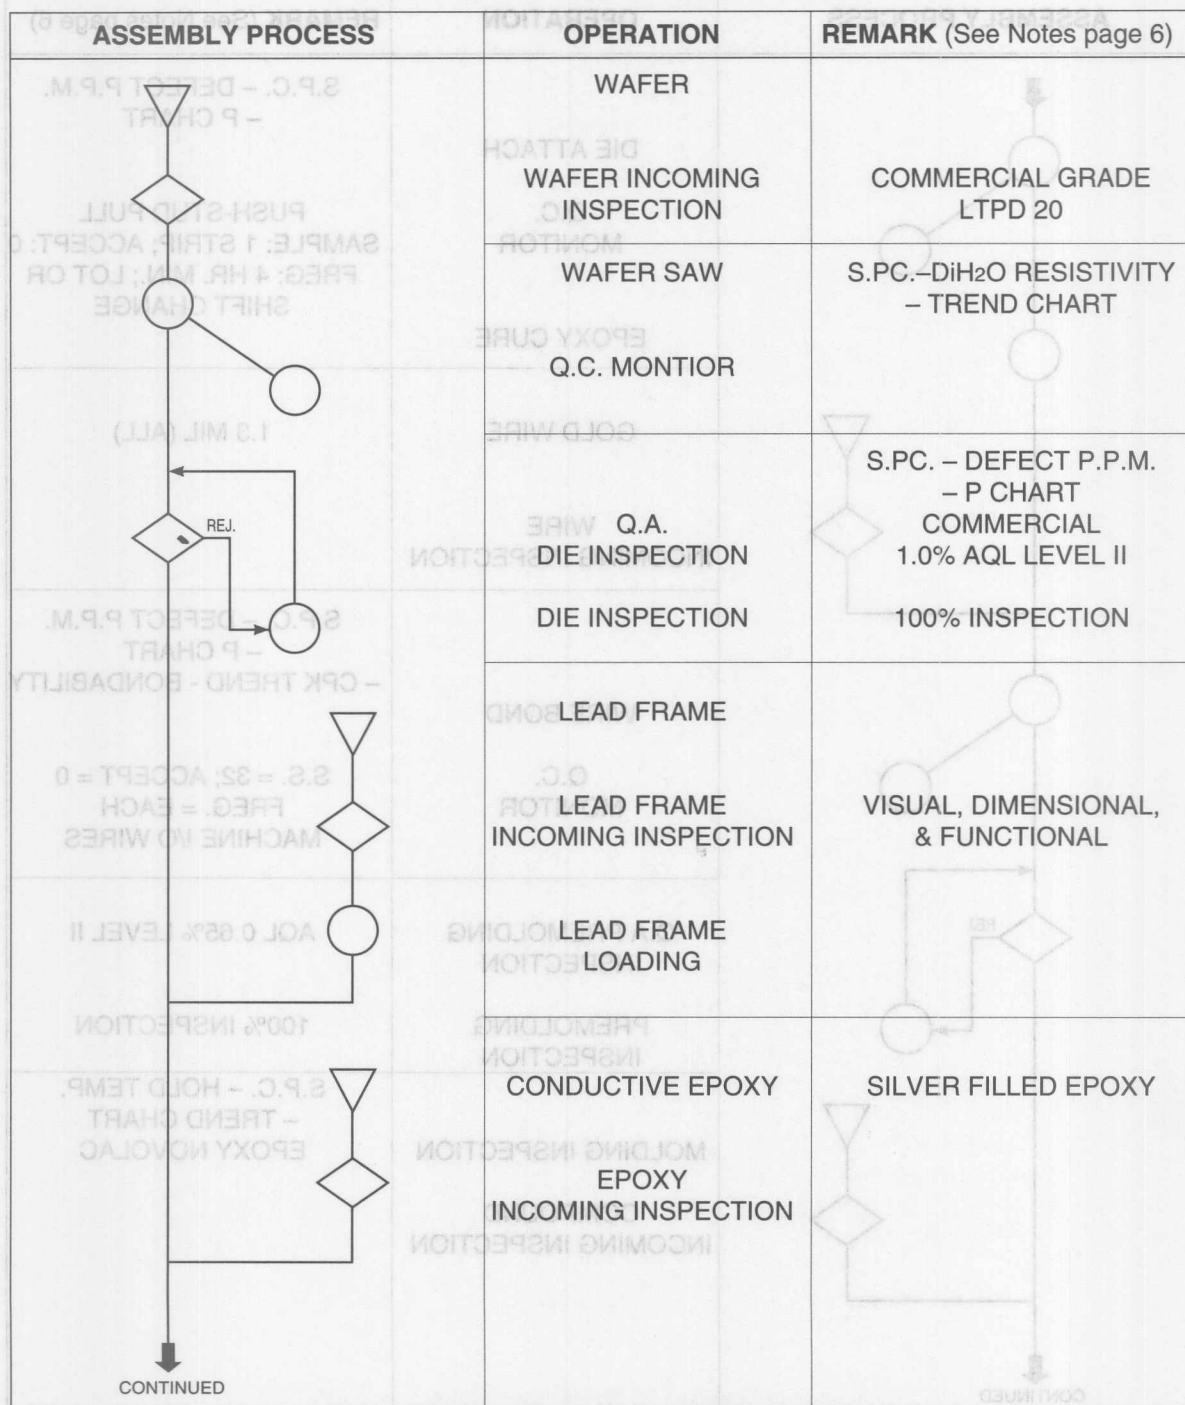 ASSEMBLY PROCESS
OPERATION
REMARK (See Notes page 6)
WAFER
WAFER INCOMING
INSPECTION
COMMERCIAL GRADE
LTPD 20
WAFER SAW
S.PC.–DiH2O RESISTIVITY
– TREND CHART
Q.C. MONTIOR
S.PC. – DEFECT P.P.M.
– P CHART
REJ.
Q.A.
DIE INSPECTION
COMMERCIAL
1.0% AQL LEVEL II
DIE INSPECTION
100% INSPECTION
LEAD FRAME
LEAD FRAME
INCOMING INSPECTION
VISUAL, DIMENSIONAL,
& FUNCTIONAL
LEAD FRAME
LOADING
CONDUCTIVE EPOXY
SILVER FILLED EPOXY
EPOXY
INCOMING INSPECTION
CONTINUED